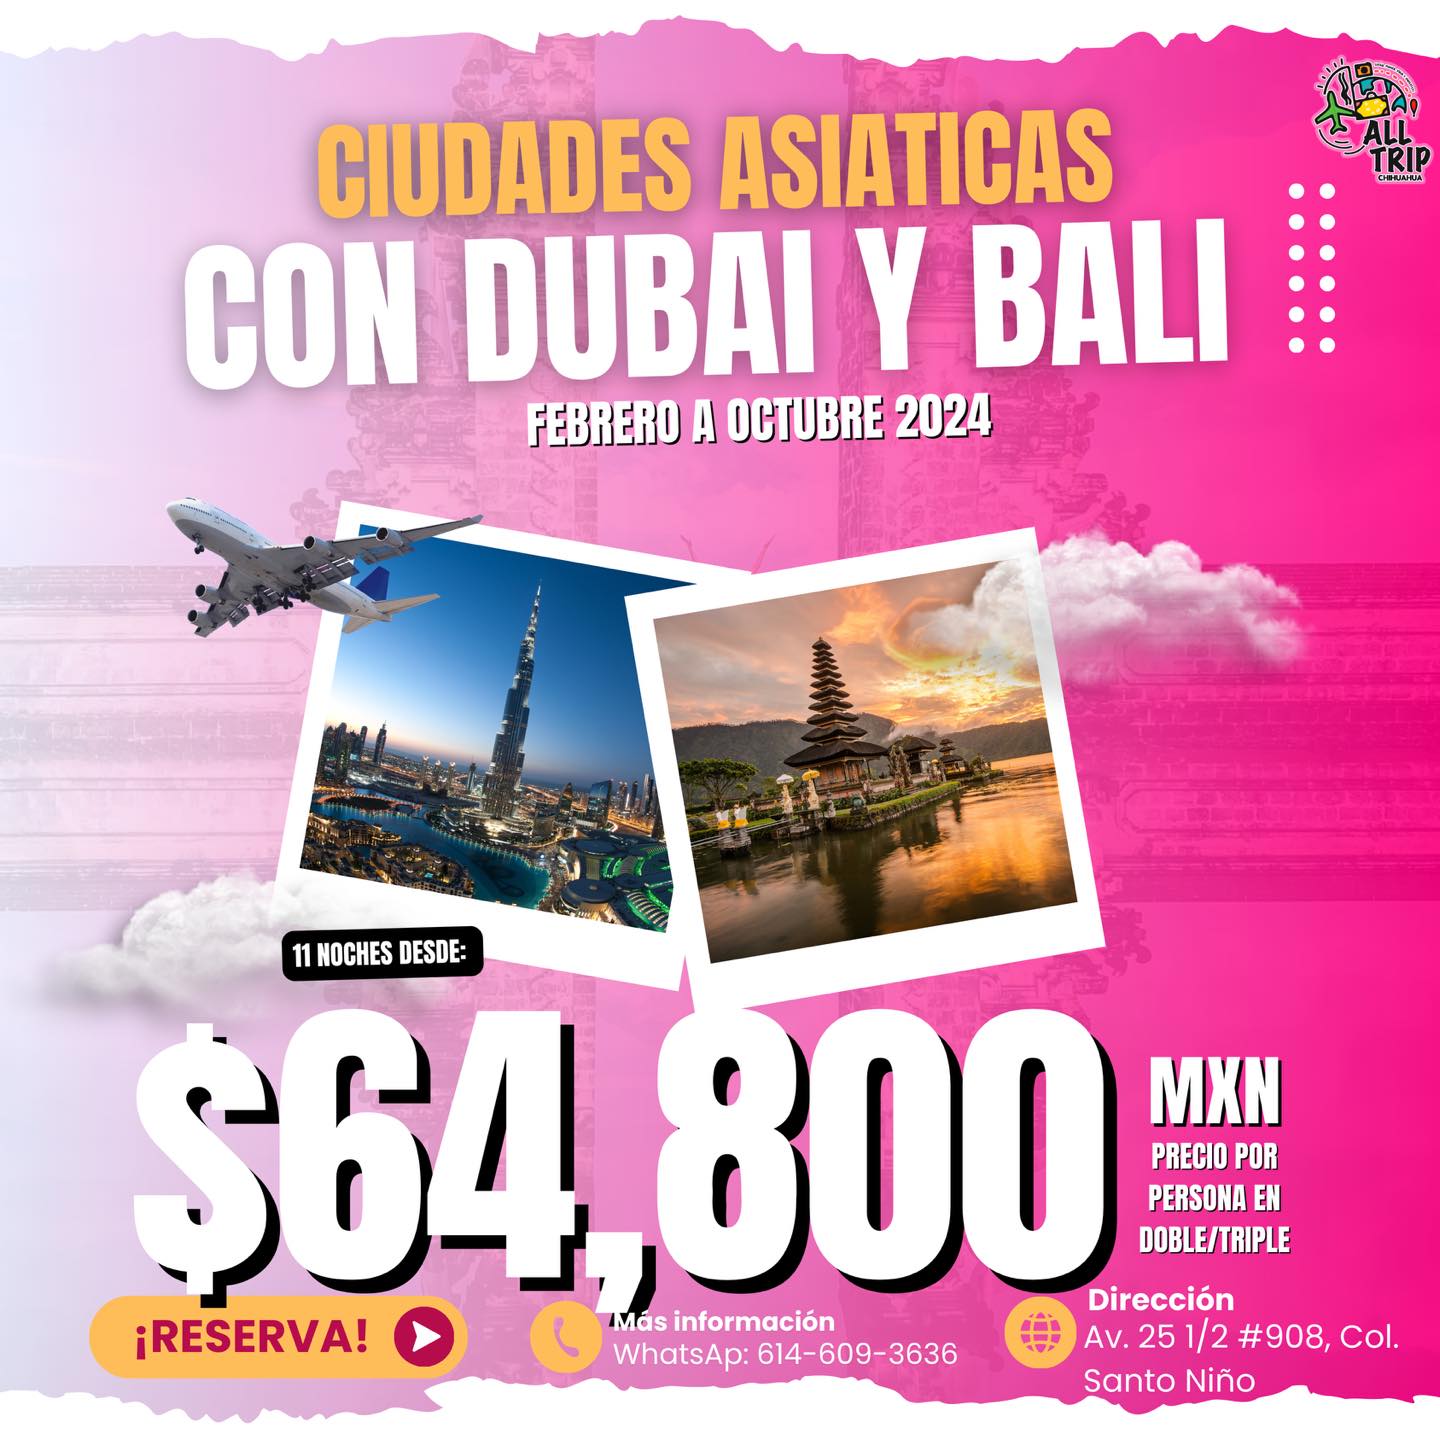 ALL
TRIP
CHIHUAHUA
CIUDADES ASIATICAS
CON DUBAI Y BALI
FEBRERO A OCTUBRE 2024
11 NOCHES DESDE:
$64,800
MXN
PRECIO POR
PERSONA EN
DOBLE/TRIPLE
¡RESERVA!
Más información
WhatsAp: 614-609-3636
Dirección
Av. 25 1/2 #908, Col.
Santo Niño